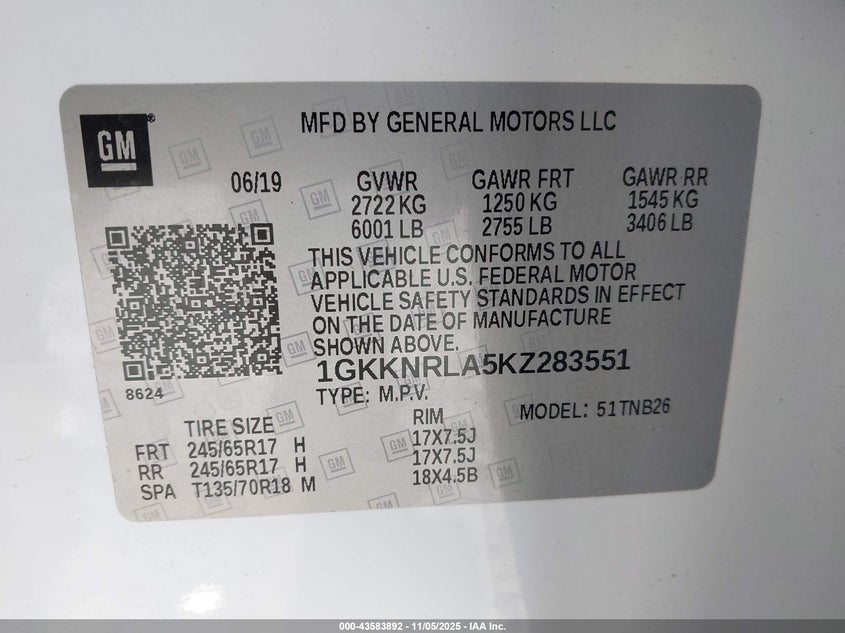 GM
MFD BY GENERAL MOTORS LLC
06/19
GVWR
2722 KG
6001 LB
GAWR FRT
1250 KG
2755 LB
GAWR RR
1545 KG
3406 LB
THIS VEHICLE CONFORMS TO ALL
APPLICABLE U.S. FEDERAL MOTOR
VEHICLE SAFETY STANDARDS IN EFFECT
ON THE DATE OF MANUFACTURE
SHOWN ABOVE.
1GKKNRLA5KZ283551
8624
TYPE: M.P.V.
MODEL: 51TNB26
TIRE SIZE RIM
FRT 245/65R17 H 17X7.5J
RR 245/65R17 H 17X7.5J
SPA T135/70R18 M 18X4.5B
000-43583892 - 11/05/2025 - IAA Inc.